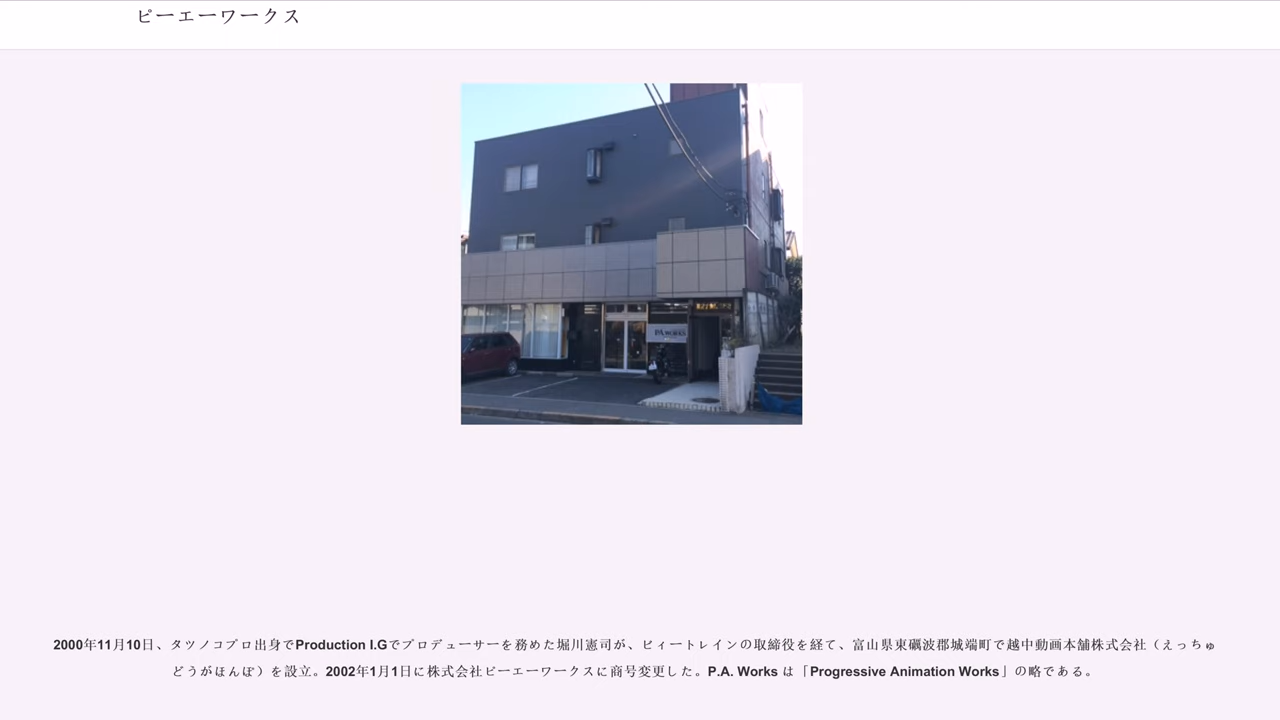 ピーエーワークス
P.A.WORKS
2000年11月10日、タツノコプロ出身でProduction I.Gでプロデューサーを務めた堀川憲司が、ビィートレインの取締役を経て、富山県東礪波郡城端町で越中動画本舗株式会社（えっちゅ
どうがほんぽ）を設立。2002年1月1日に株式会社ピーエーワークスに商号変更した。P.A. Works は「Progressive Animation Works」の略である。